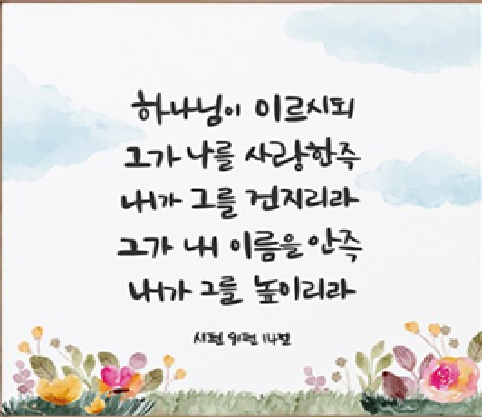 하나님이 이르시되
그가 나를 사랑한즉
내가 그를 건지리라
그가 내 이름을 안즉
내가 그를 높이리라
시편 91편 14절